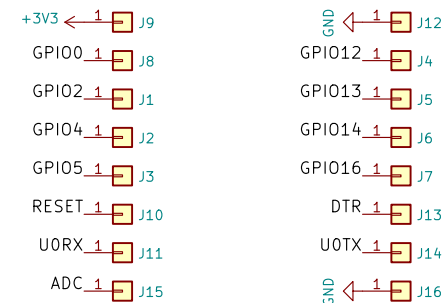 +3V3 1 J9
GPIO0 1 J8
GPIO2 1 J1
GPIO4 1 J2
GPIO5 1 J3
RESET 1 J10
U0RX 1 J11
ADC 1 J15
GND 1 J12
GPIO12 1 J4
GPIO13 1 J5
GPIO14 1 J6
GPIO16 1 J7
DTR 1 J13
U0TX 1 J14
GND 1 J16